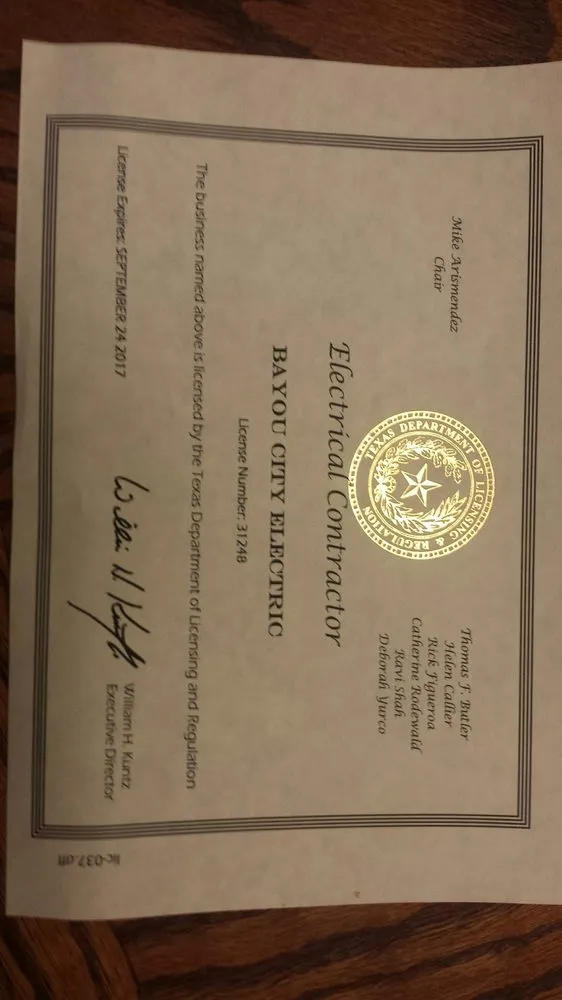 Mike Arismendez
Chair
TEXAS DEPARTMENT OF LICENSING & REGULATION
Thomas F. Butler
Helen Callier
Rick Figueroa
Catherine Rodewald
Ravi Shah
Deborah Yurco
Electrical Contractor
BAYOU CITY ELECTRIC
License Number: 31248
The business named above is licensed by the Texas Department of Licensing and Regulation
License Expires: SEPTEMBER 24 2017
William H. Kuntz
Executive Director
lic-037.dfl